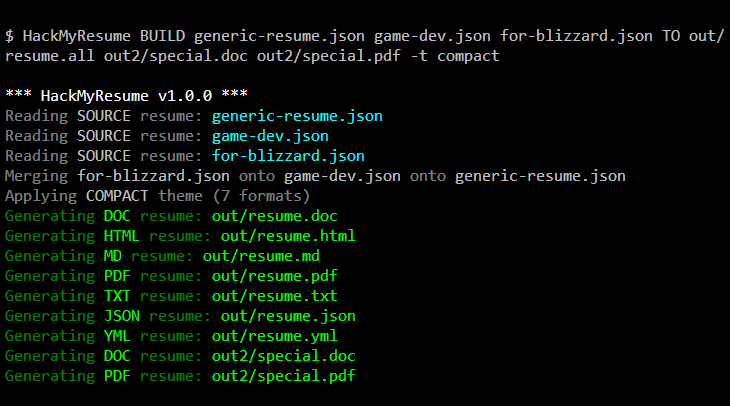 $ HackMyResume BUILD generic-resume.json game-dev.json for-blizzard.json TO out/
resume.all out2/special.doc out2/special.pdf -t compact
*** HackMyResume v1.0.0 ***
Reading SOURCE resume: generic-resume.json
Reading SOURCE resume: game-dev.json
Reading SOURCE resume: for-blizzard.json
Merging for-blizzard.json onto game-dev.json onto generic-resume.json
Applying COMPACT theme (7 formats)
Generating DOC resume: out/resume.doc
Generating HTML resume: out/resume.html
Generating MD resume: out/resume.md
Generating PDF resume: out/resume.pdf
Generating TXT resume: out/resume.txt
Generating JSON resume: out/resume.json
Generating YML resume: out/resume.yml
Generating DOC resume: out2/special.doc
Generating PDF resume: out2/special.pdf